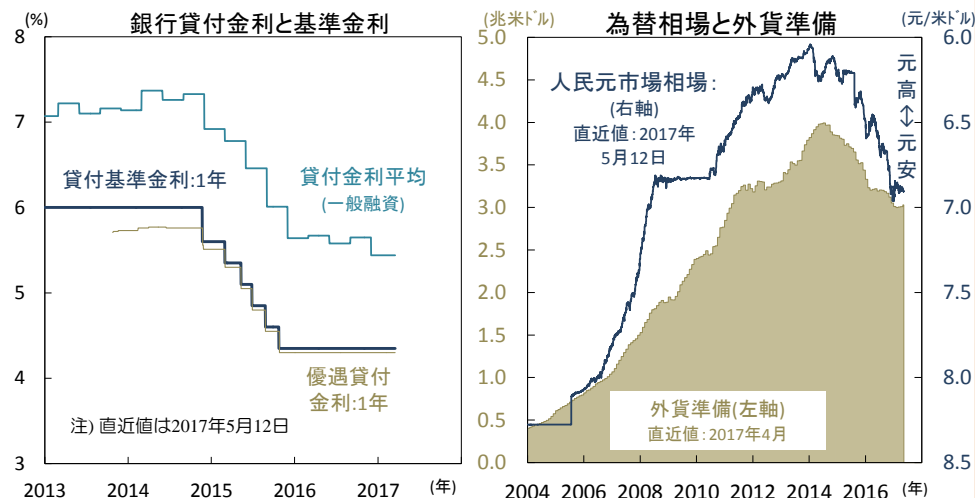 銀行貸付金利と基準金利
(%)
8
7
6
5
4
3
貸付基準金利:1年
貸付金利平均
(一般融資)
優遇貸付
金利:1年
注) 直近値は2017年5月12日
2013 2014 2015 2016 2017 (年)
為替相場と外貨準備
(兆米ドル)
(元/米ドル)
5.0
4.5
4.0
3.5
3.0
2.5
2.0
1.5
1.0
0.5
0.0
6.0
6.5
7.0
7.5
8.0
8.5
人民元市場相場:
(右軸)
直近値:2017年
5月12日
元高↔元安
外貨準備(左軸)
直近値:2017年4月
2004 2006 2008 2010 2012 2014 2016 (年)